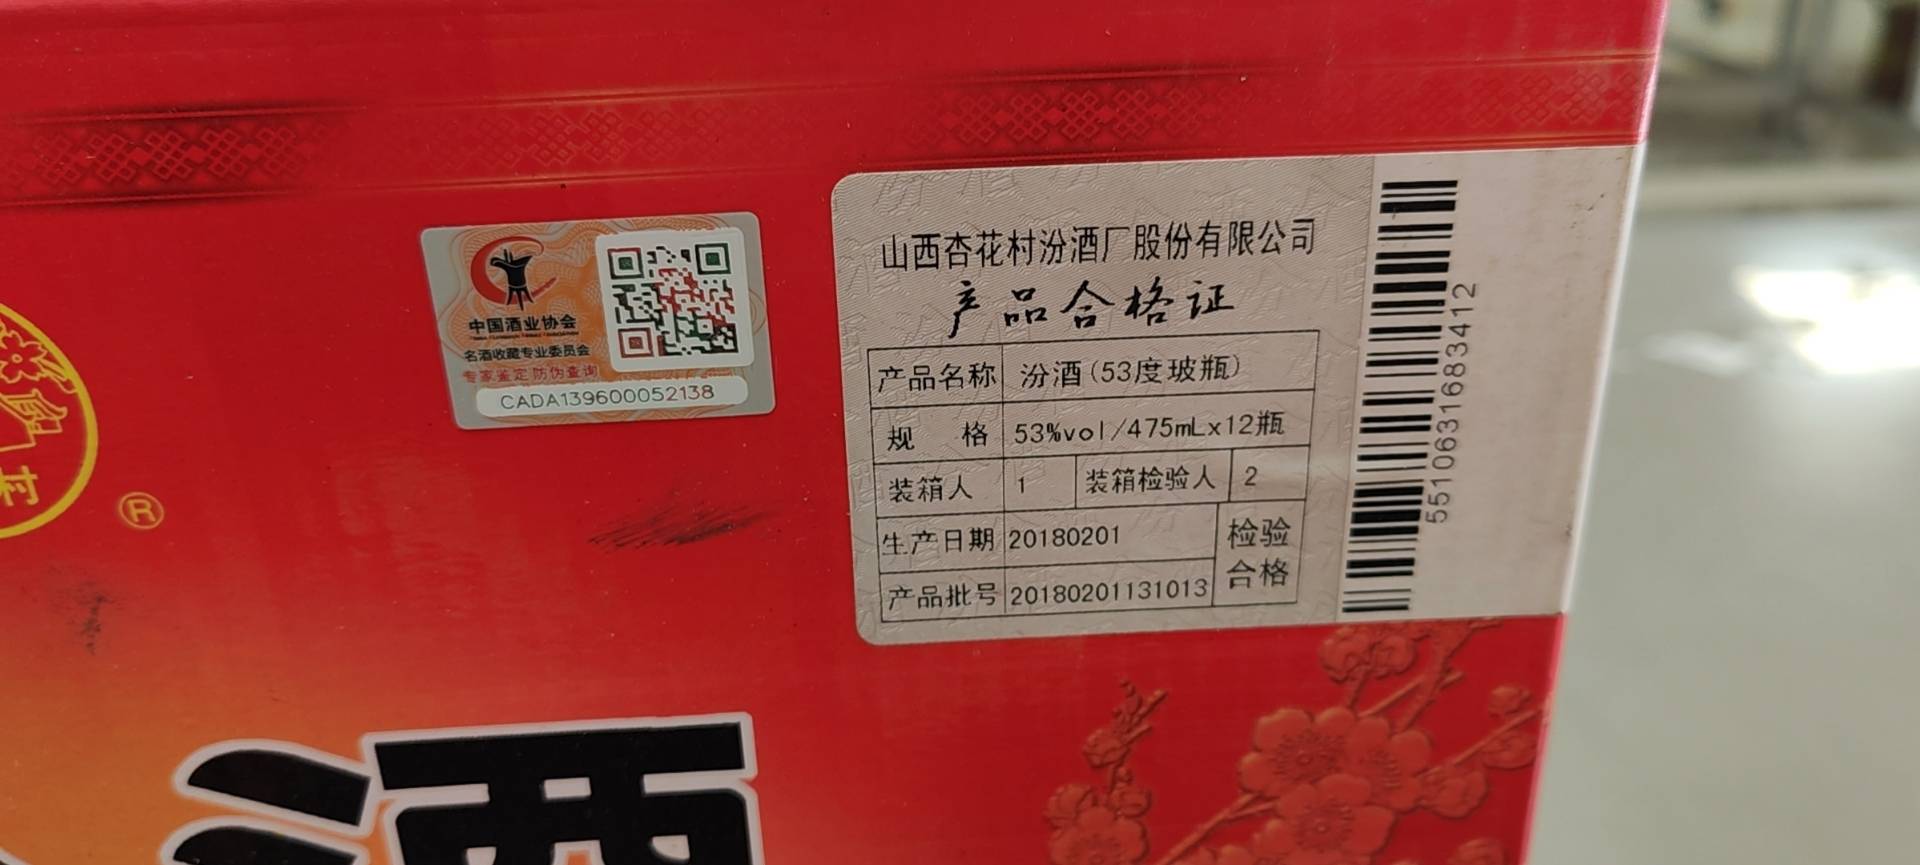 村
®
中国酒业协会
名酒收藏专业委员会
专家鉴定 防伪查询
CADA139600052138
山西杏花村汾酒厂股份有限公司
产品合格证
产品名称 汾酒(53度玻瓶)
规 格 53%vol/475mLx12瓶
装箱人 1 装箱检验人 2
生产日期 20180201 检验
产品批号 20180201131013 合格
5510631683412
酒